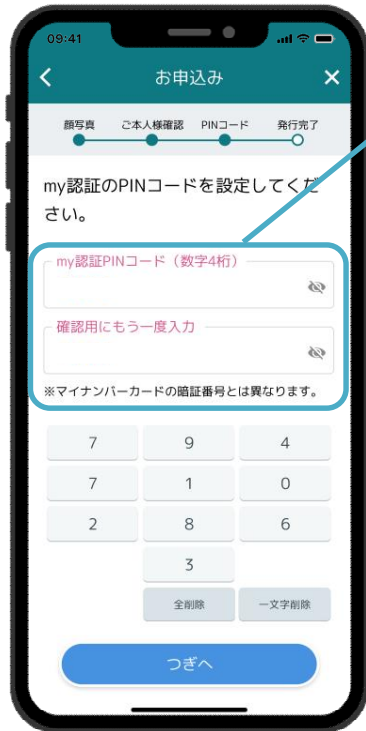 09:41
お申込み
顔写真 ご本人様確認 PINコード 発行完了
my認証のPINコードを設定してくだ
さい。
my認証PINコード（数字4桁）
確認用にもう一度入力
※マイナンバーカードの暗証番号とは異なります。
7 9 4
7 1 0
2 8 6
3
全削除 一文字削除
つぎへ